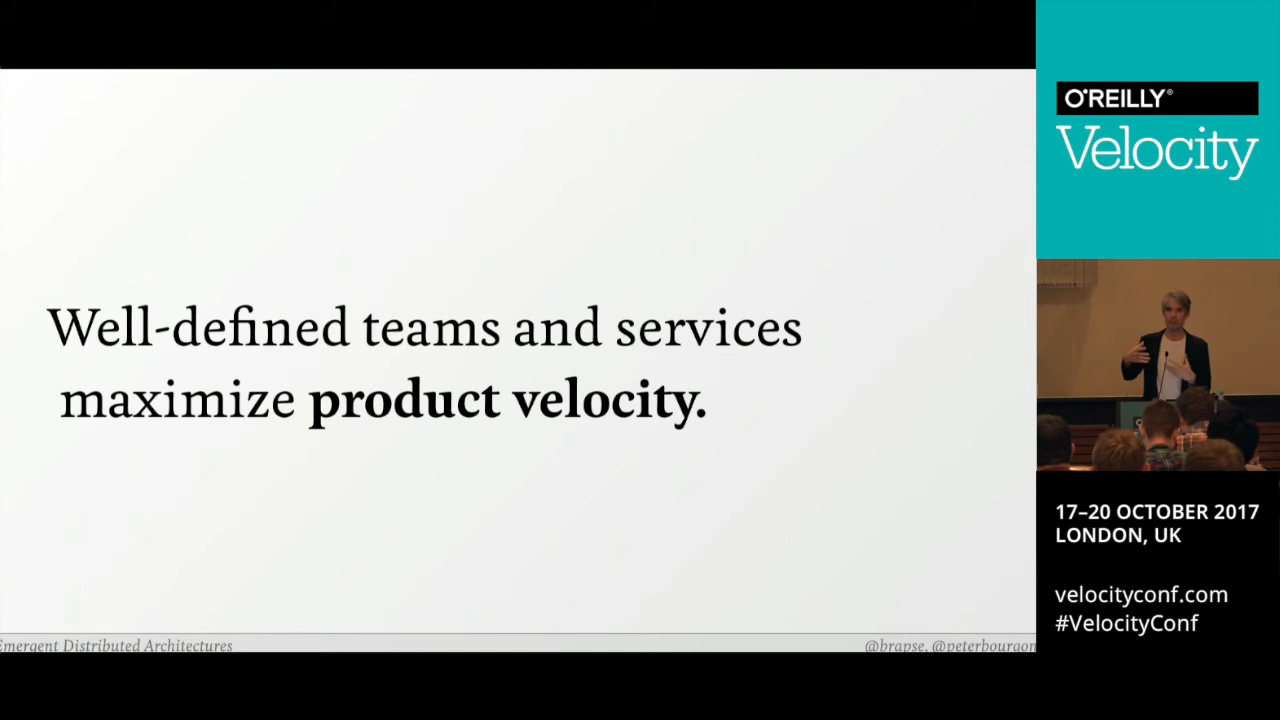 Well-defined teams and services
maximize product velocity.
Emergent Distributed Architectures
@brapse, @peterbourgon
O'REILLY®
Velocity
17–20 OCTOBER 2017
LONDON, UK
velocityconf.com
#VelocityConf